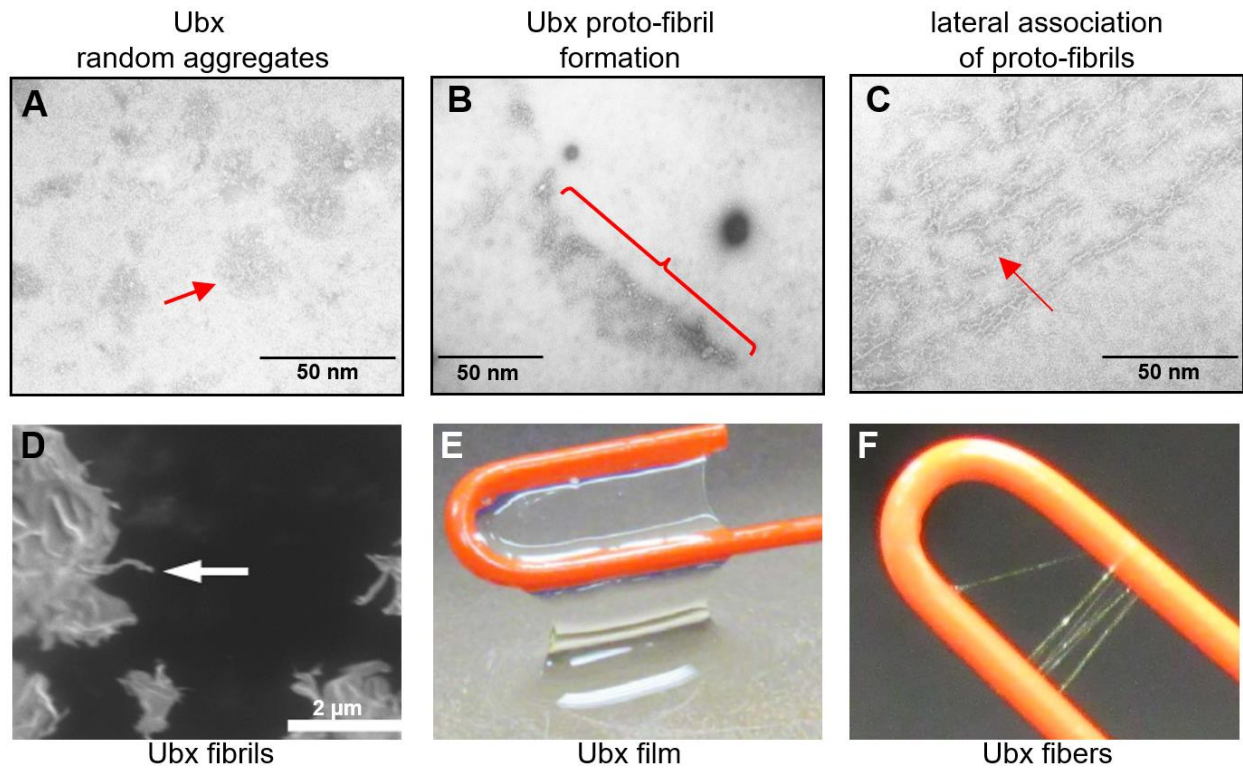 Ubx
random aggregates
Ubx proto-fibril
formation
lateral association
of proto-fibrils
A
B
C
50 nm
50 nm
50 nm
D
E
F
2 µm
Ubx fibrils
Ubx film
Ubx fibers